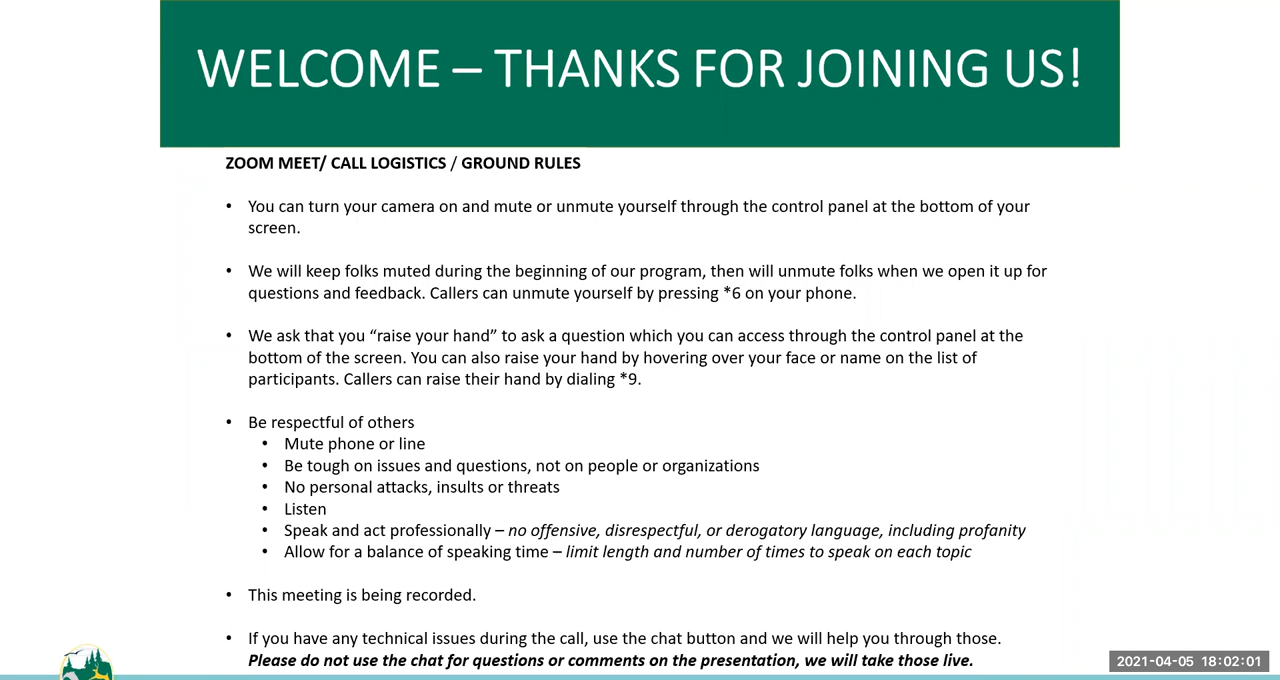 WELCOME – THANKS FOR JOINING US!
ZOOM MEET/ CALL LOGISTICS / GROUND RULES
• You can turn your camera on and mute or unmute yourself through the control panel at the bottom of your
screen.
• We will keep folks muted during the beginning of our program, then will unmute folks when we open it up for
questions and feedback. Callers can unmute yourself by pressing *6 on your phone.
• We ask that you “raise your hand” to ask a question which you can access through the control panel at the
bottom of the screen. You can also raise your hand by hovering over your face or name on the list of
participants. Callers can raise their hand by dialing *9.
• Be respectful of others
• Mute phone or line
• Be tough on issues and questions, not on people or organizations
• No personal attacks, insults or threats
• Listen
• Speak and act professionally – no offensive, disrespectful, or derogatory language, including profanity
• Allow for a balance of speaking time – limit length and number of times to speak on each topic
• This meeting is being recorded.
• If you have any technical issues during the call, use the chat button and we will help you through those.
Please do not use the chat for questions or comments on the presentation, we will take those live.
2021-04-05 18:02:01